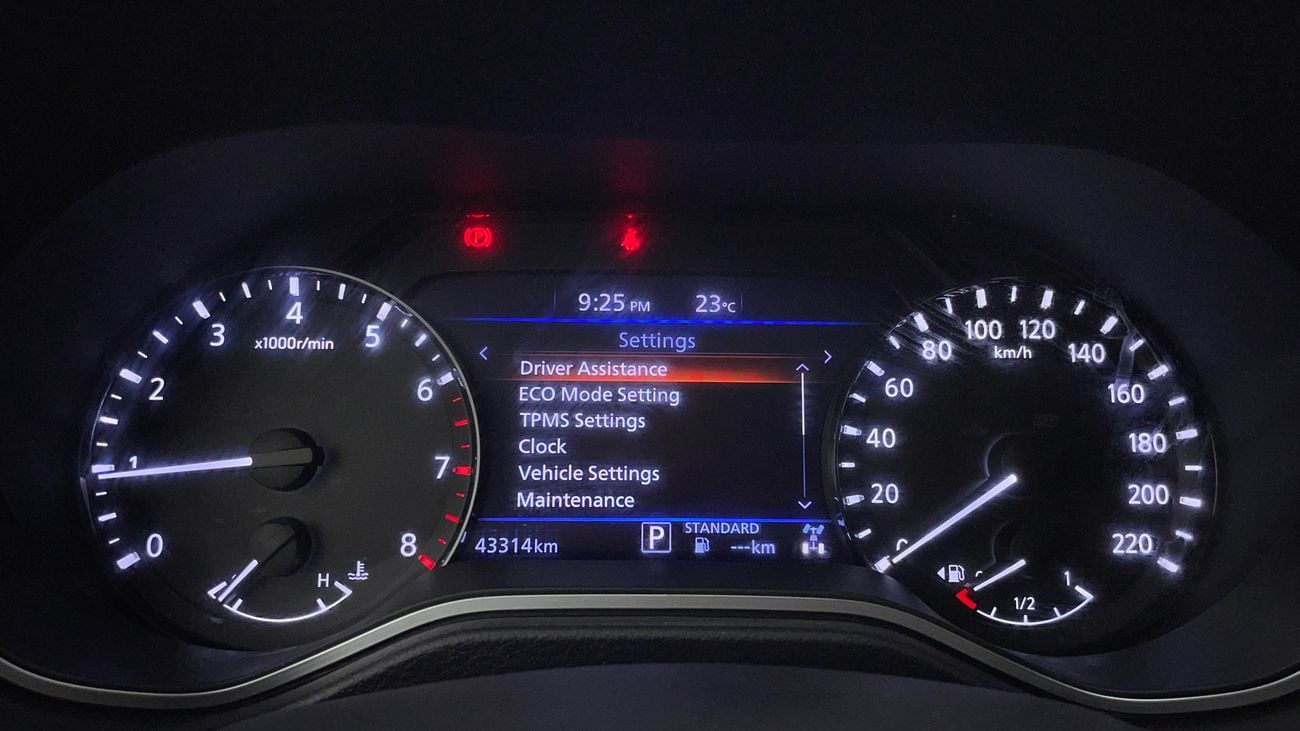 9:25 PM 23°C
Settings
Driver Assistance
ECO Mode Setting
TPMS Settings
Clock
Vehicle Settings
Maintenance
43314km P STANDARD
---km
0
1
2
3
4
5
6
7
8
x1000r/min
H
0
20
40
60
80
100
120
140
160
180
200
220
km/h
0
1/2
1
P